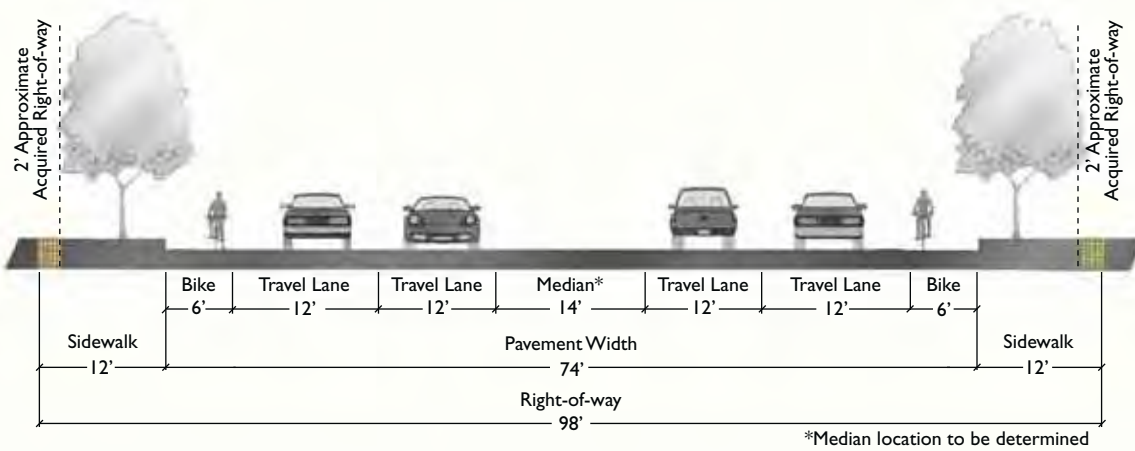 2’ Approximate
Acquired Right-of-way
2’ Approximate
Acquired Right-of-way
Bike
6’
Travel Lane
12’
Travel Lane
12’
Median*
14’
Travel Lane
12’
Travel Lane
12’
Bike
6’
Sidewalk
12’
Pavement Width
74’
Sidewalk
12’
Right-of-way
98’
*Median location to be determined